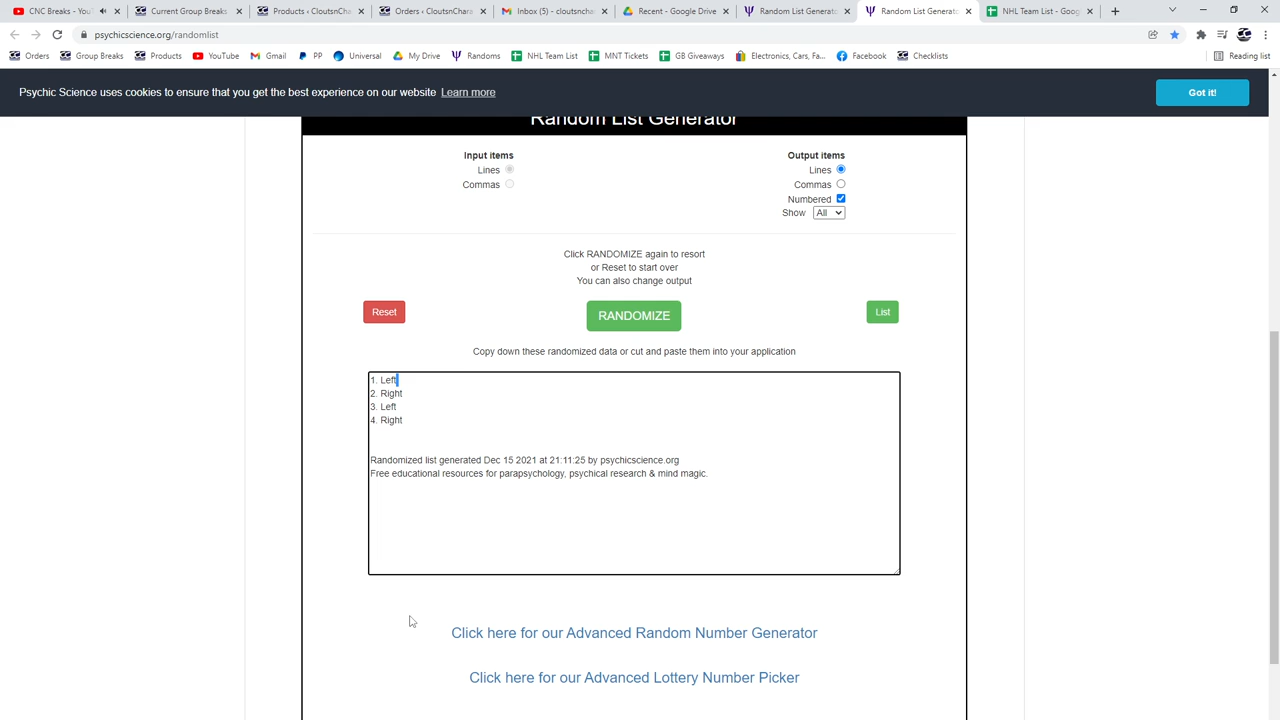 CNC Breaks - You
Current Group Breaks
Products · CloutsnCha
Orders · CloutsnChara
Inbox (5) - cloutsnchar
Recent - Google Drive
Random List Generato
Random List Generato
NHL Team List - Goog
psychicscience.org/randomlist
Orders
Group Breaks
Products
YouTube
Gmail
PP
Universal
My Drive
Randoms
NHL Team List
MNT Tickets
GB Giveaways
Electronics, Cars, Fa...
Facebook
Checklists
Reading list
Psychic Science uses cookies to ensure that you get the best experience on our website Learn more
Got it!
Random List Generator
Input items
Lines
Commas
Output items
Lines
Commas
Numbered
Show All
Click RANDOMIZE again to resort
or Reset to start over
You can also change output
Reset
RANDOMIZE
List
Copy down these randomized data or cut and paste them into your application
1. Left
2. Right
3. Left
4. Right
Randomized list generated Dec 15 2021 at 21:11:25 by psychicscience.org
Free educational resources for parapsychology, psychical research & mind magic.
Click here for our Advanced Random Number Generator
Click here for our Advanced Lottery Number Picker